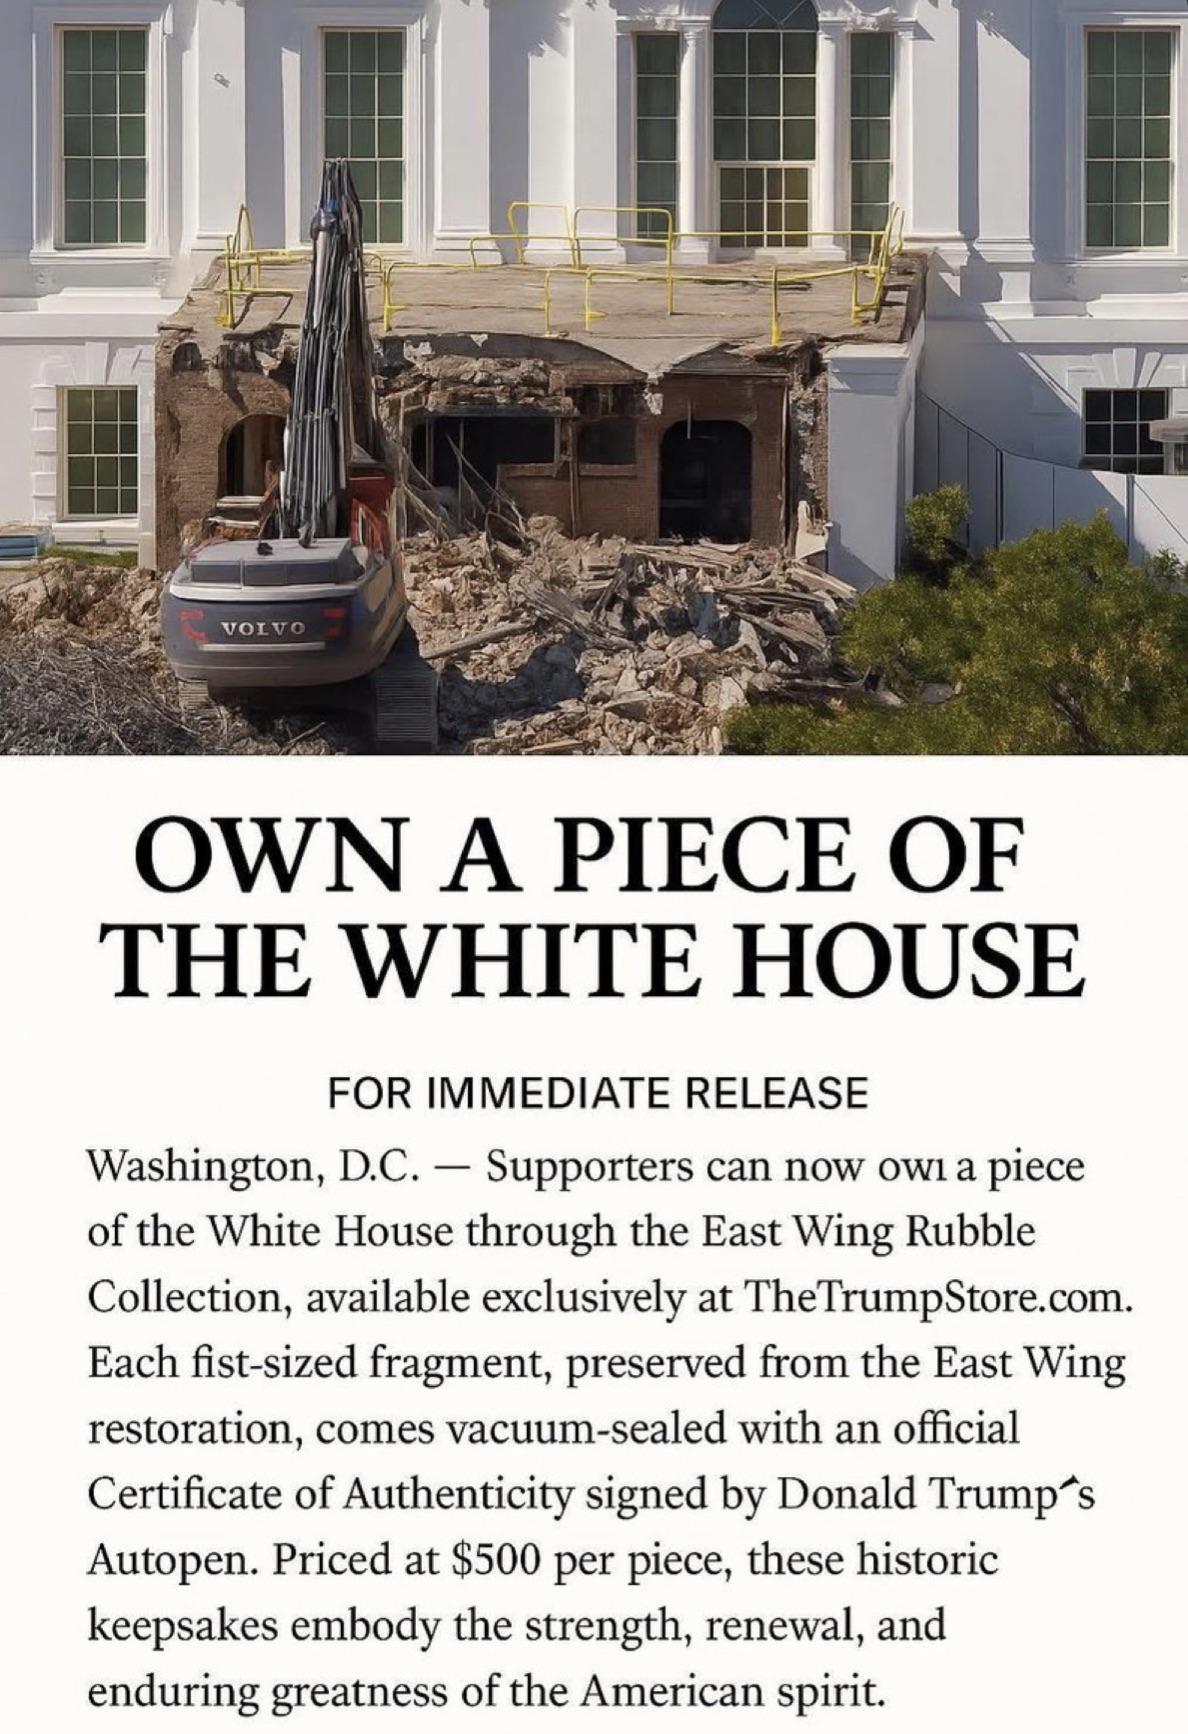 VOLVO
OWN A PIECE OF
THE WHITE HOUSE
FOR IMMEDIATE RELEASE
Washington, D.C. — Supporters can now owı a piece
of the White House through the East Wing Rubble
Collection, available exclusively at TheTrumpStore.com.
Each fist-sized fragment, preserved from the East Wing
restoration, comes vacuum-sealed with an official
Certificate of Authenticity signed by Donald Trump^s
Autopen. Priced at $500 per piece, these historic
keepsakes embody the strength, renewal, and
enduring greatness of the American spirit.